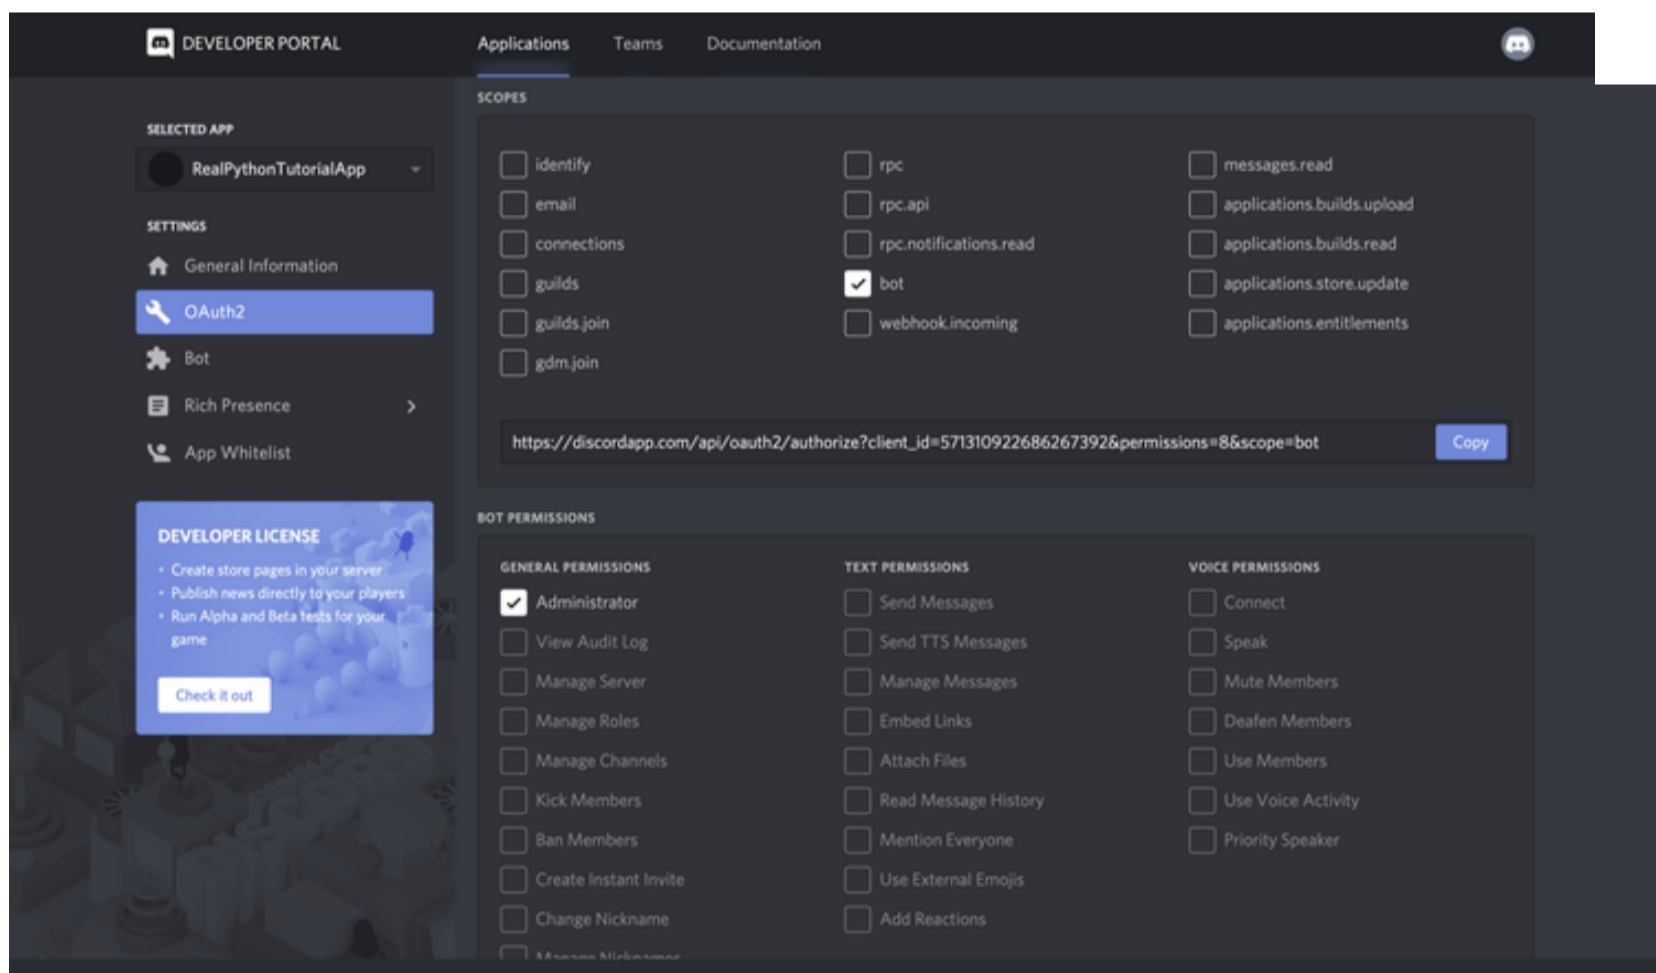 DEVELOPER PORTAL
Applications
Teams
Documentation
SELECTED APP
RealPythonTutorialApp
SETTINGS
General Information
OAuth2
Bot
Rich Presence
App Whitelist
DEVELOPER LICENSE
• Create store pages in your server
• Publish news directly to your players
• Run Alpha and Beta tests for your
game
Check it out
SCOPES
identify
email
connections
guilds
guilds.join
gdm.join
rpc
rpc.api
rpc.notifications.read
bot
webhook.incoming
messages.read
applications.builds.upload
applications.builds.read
applications.store.update
applications.entitlements
https://discordapp.com/api/oauth2/authorize?client_id=571310922686267392&permissions=8&scope=bot
Copy
BOT PERMISSIONS
GENERAL PERMISSIONS
Administrator
View Audit Log
Manage Server
Manage Roles
Manage Channels
Kick Members
Ban Members
Create Instant Invite
Change Nickname
Manage Nicknames
TEXT PERMISSIONS
Send Messages
Send TTS Messages
Manage Messages
Embed Links
Attach Files
Read Message History
Mention Everyone
Use External Emojis
Add Reactions
VOICE PERMISSIONS
Connect
Speak
Mute Members
Deafen Members
Use Members
Use Voice Activity
Priority Speaker